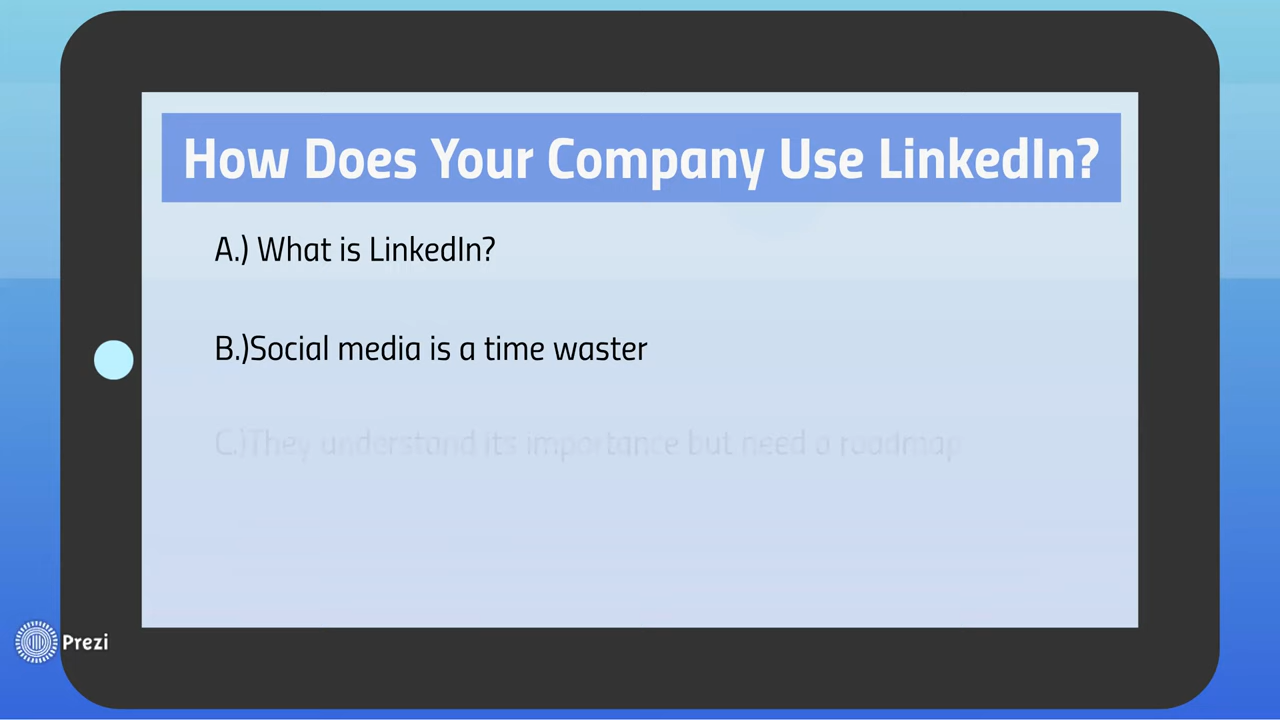 How Does Your Company Use LinkedIn?
A.) What is LinkedIn?
B.)Social media is a time waster
C.)They understand its importance but need a roadmap
Prezi